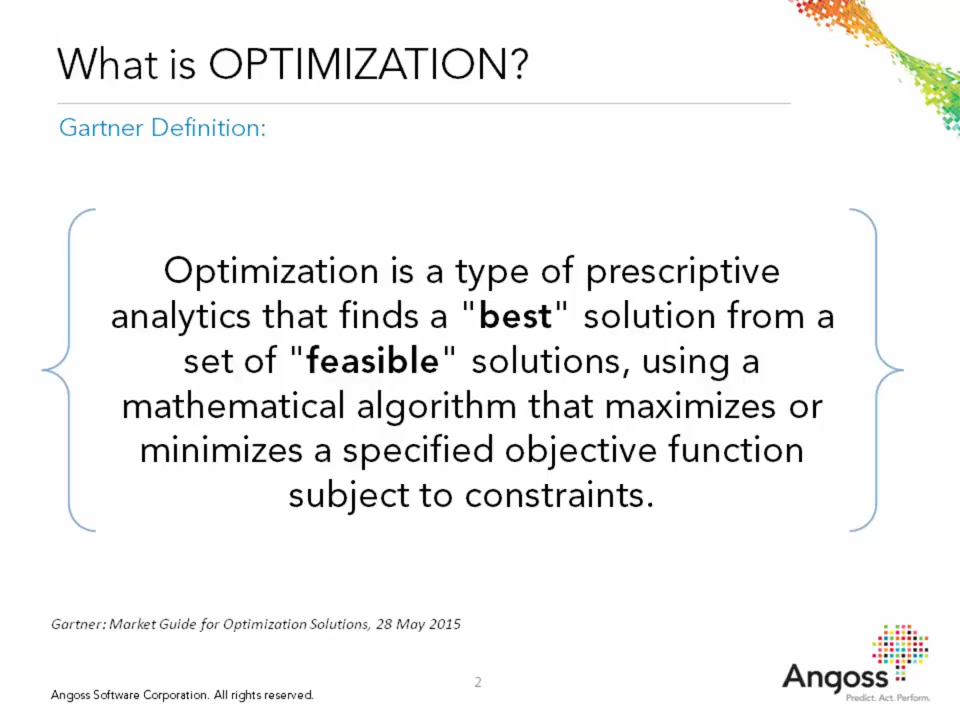 What is OPTIMIZATION?
Gartner Definition:
Optimization is a type of prescriptive
analytics that finds a "best" solution from a
set of "feasible" solutions, using a
mathematical algorithm that maximizes or
minimizes a specified objective function
subject to constraints.
Gartner: Market Guide for Optimization Solutions, 28 May 2015
Angoss Software Corporation. All rights reserved.
2
Angoss
Predict. Act. Perform.